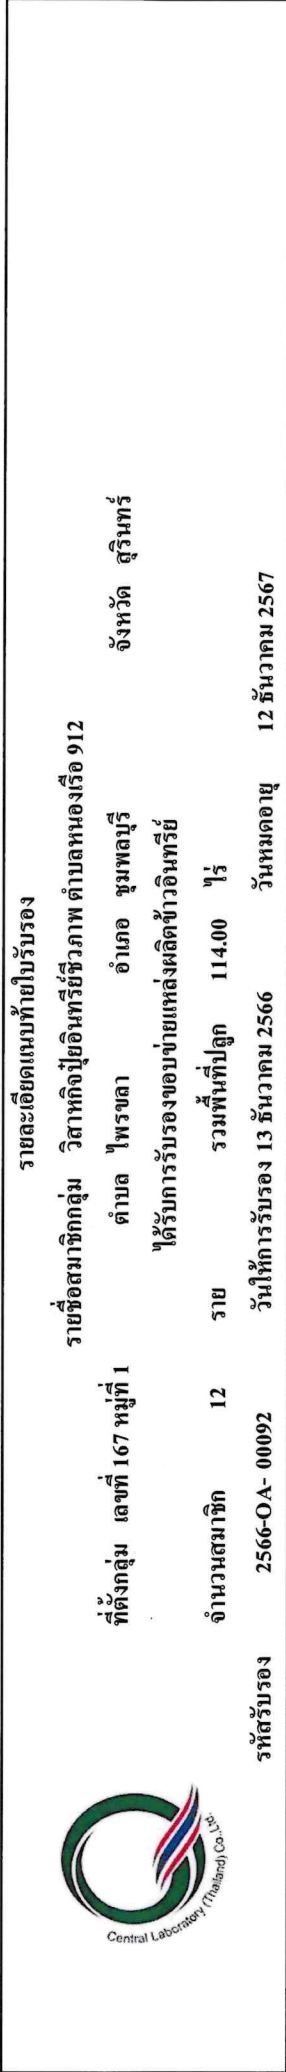 รายละเอียดแนบท้ายใบรับรอง
รายชื่อสมาชิกกลุ่ม วิสาหกิจปุ๋ยอินทรีย์ชีวภาพ ตำบลหนองเรือ 912
ที่ตั้งกลุ่ม เลขที่ 167 หมู่ที่ 1 ตำบล ไพรขลา อำเภอ ชุมพลบุรี จังหวัด สุรินทร์
ได้รับการรับรองขอบข่ายแหล่งผลิตข้าวอินทรีย์
จำนวนสมาชิก 12 ราย รวมพื้นที่ปลูก 114.00 ไร่
รหัสรับรอง 2566-OA- 00092 วันให้การรับรอง 13 ธันวาคม 2566 วันหมดอายุ 12 ธันวาคม 2567
Central Laboratory (Thailand) Co.,Ltd.